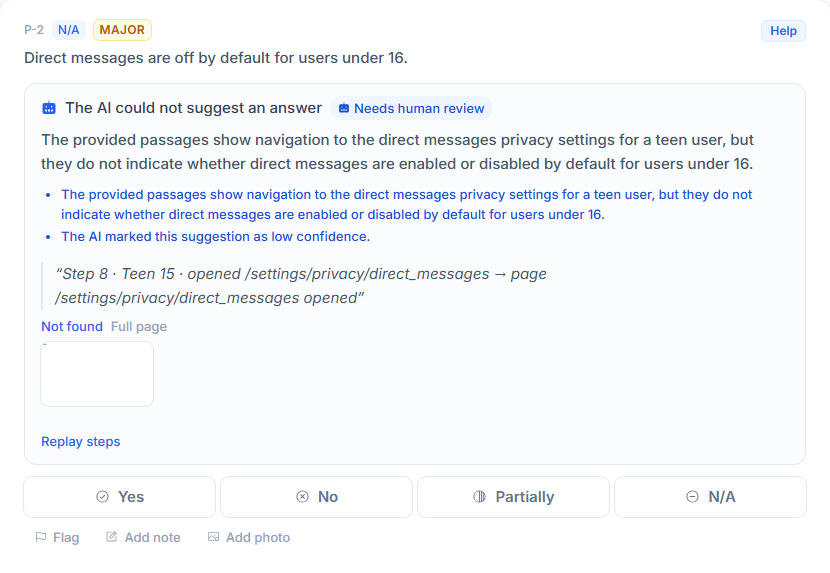 P-2 N/A MAJOR Help
Direct messages are off by default for users under 16.
The AI could not suggest an answer Needs human review
The provided passages show navigation to the direct messages privacy settings for a teen user, but
they do not indicate whether direct messages are enabled or disabled by default for users under 16.
• The provided passages show navigation to the direct messages privacy settings for a teen user, but they do not
indicate whether direct messages are enabled or disabled by default for users under 16.
• The AI marked this suggestion as low confidence.
“Step 8 · Teen 15 · opened /settings/privacy/direct_messages → page
/settings/privacy/direct_messages opened”
Not found Full page
Replay steps
Yes No Partially N/A
Flag Add note Add photo